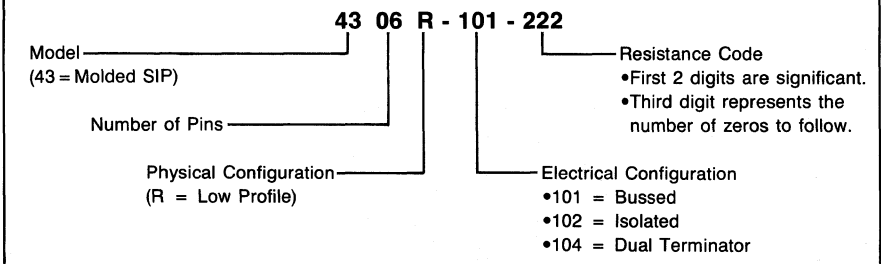 43 06 R - 101 - 222
Model
(43 = Molded SIP)
Number of Pins
Physical Configuration
(R = Low Profile)
Resistance Code
•First 2 digits are significant.
•Third digit represents the
number of zeros to follow.
Electrical Configuration
•101 = Bussed
•102 = Isolated
•104 = Dual Terminator